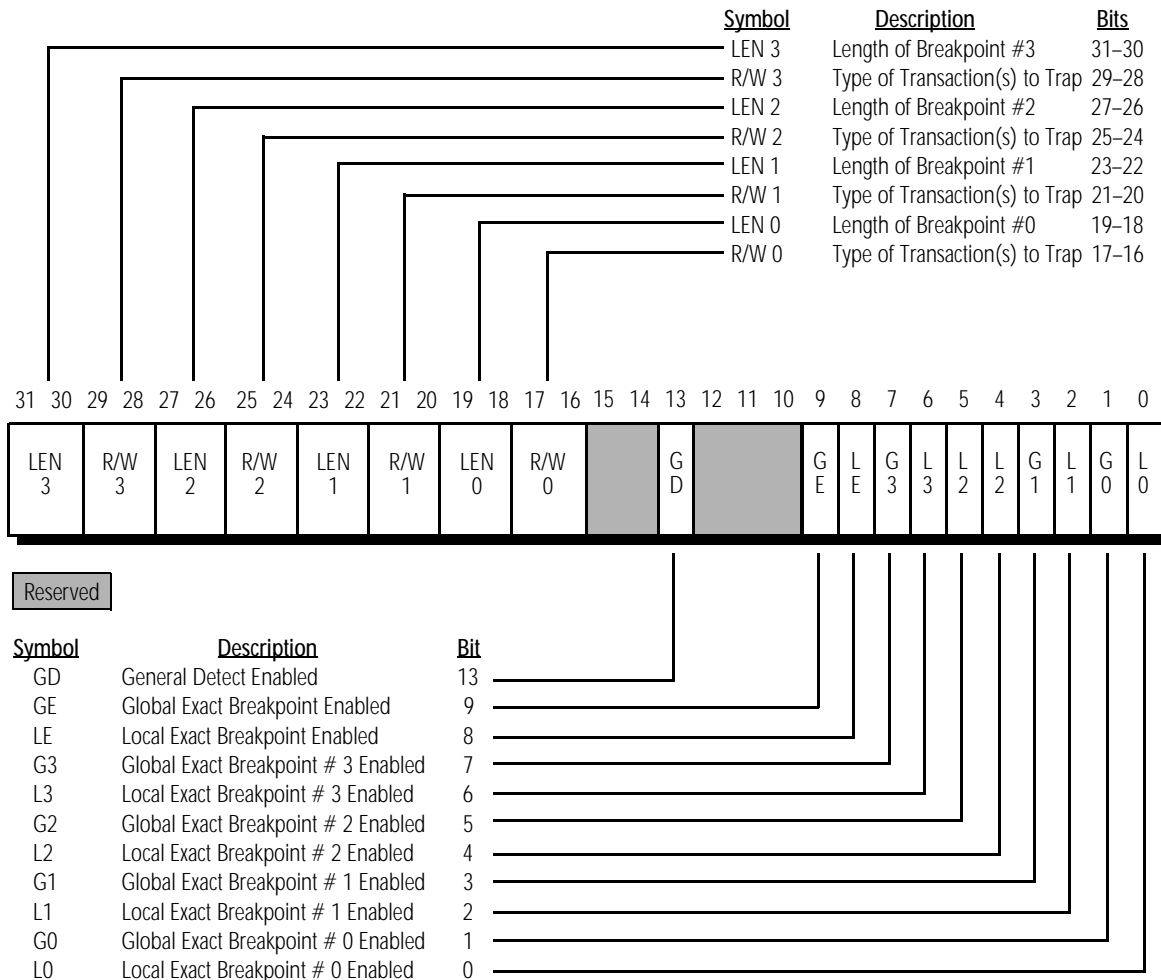 Symbol Description Bits
LEN 3 Length of Breakpoint #3 31–30
R/W 3 Type of Transaction(s) to Trap 29–28
LEN 2 Length of Breakpoint #2 27–26
R/W 2 Type of Transaction(s) to Trap 25–24
LEN 1 Length of Breakpoint #1 23–22
R/W 1 Type of Transaction(s) to Trap 21–20
LEN 0 Length of Breakpoint #0 19–18
R/W 0 Type of Transaction(s) to Trap 17–16
31 30 29 28 27 26 25 24 23 22 21 20 19 18 17 16 15 14 13 12 11 10 9 8 7 6 5 4 3 2 1 0
LEN R/W LEN R/W LEN R/W LEN R/W G G L G L L L G L G L
3 3 2 2 1 1 0 0 D E E 3 3 2 2 1 1 0 0
Reserved
Symbol Description Bit
GD General Detect Enabled 13
GE Global Exact Breakpoint Enabled 9
LE Local Exact Breakpoint Enabled 8
G3 Global Exact Breakpoint # 3 Enabled 7
L3 Local Exact Breakpoint # 3 Enabled 6
G2 Global Exact Breakpoint # 2 Enabled 5
L2 Local Exact Breakpoint # 2 Enabled 4
G1 Global Exact Breakpoint # 1 Enabled 3
L1 Local Exact Breakpoint # 1 Enabled 2
G0 Global Exact Breakpoint # 0 Enabled 1
L0 Local Exact Breakpoint # 0 Enabled 0